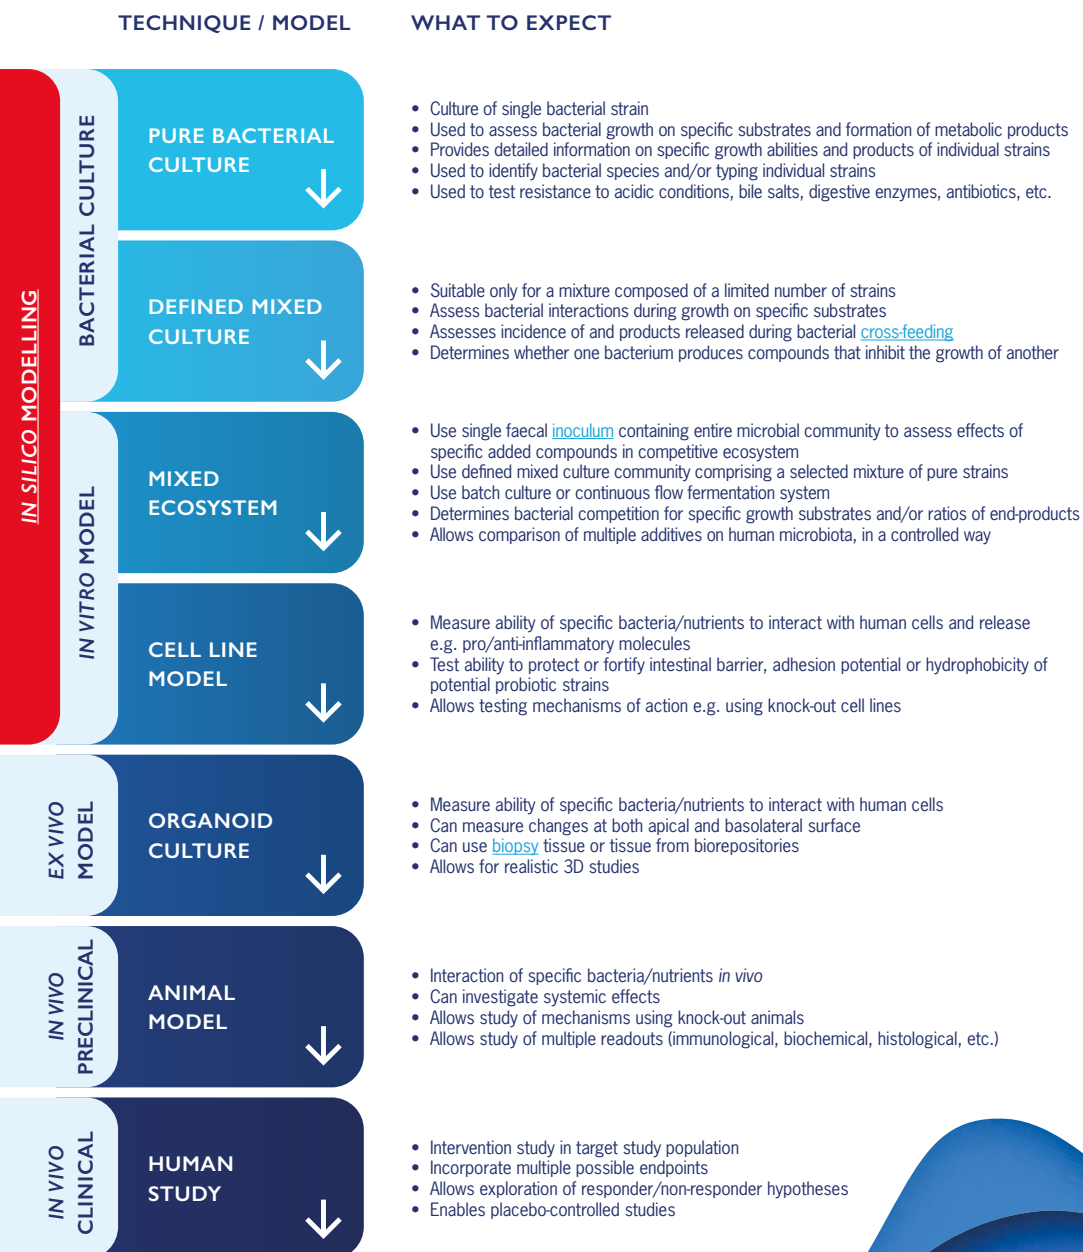 TECHNIQUE / MODEL
WHAT TO EXPECT
IN SILICO MODELLING
BACTERIAL CULTURE
PURE BACTERIAL
CULTURE
• Culture of single bacterial strain
• Used to assess bacterial growth on specific substrates and formation of metabolic products
• Provides detailed information on specific growth abilities and products of individual strains
• Used to identify bacterial species and/or typing individual strains
• Used to test resistance to acidic conditions, bile salts, digestive enzymes, antibiotics, etc.
DEFINED MIXED
CULTURE
• Suitable only for a mixture composed of a limited number of strains
• Assess bacterial interactions during growth on specific substrates
• Assesses incidence of and products released during bacterial cross-feeding
• Determines whether one bacterium produces compounds that inhibit the growth of another
IN VITRO MODEL
MIXED
ECOSYSTEM
• Use single faecal inoculum containing entire microbial community to assess effects of
specific added compounds in competitive ecosystem
• Use defined mixed culture community comprising a selected mixture of pure strains
• Use batch culture or continuous flow fermentation system
• Determines bacterial competition for specific growth substrates and/or ratios of end-products
• Allows comparison of multiple additives on human microbiota, in a controlled way
CELL LINE
MODEL
• Measure ability of specific bacteria/nutrients to interact with human cells and release
e.g. pro/anti-inflammatory molecules
• Test ability to protect or fortify intestinal barrier, adhesion potential or hydrophobicity of
potential probiotic strains
• Allows testing mechanisms of action e.g. using knock-out cell lines
EX VIVO
MODEL
ORGANOID
CULTURE
• Measure ability of specific bacteria/nutrients to interact with human cells
• Can measure changes at both apical and basolateral surface
• Can use biopsy tissue or tissue from biorepositories
• Allows for realistic 3D studies
IN VIVO
PRECLINICAL
ANIMAL
MODEL
• Interaction of specific bacteria/nutrients in vivo
• Can investigate systemic effects
• Allows study of mechanisms using knock-out animals
• Allows study of multiple readouts (immunological, biochemical, histological, etc.)
IN VIVO
CLINICAL
HUMAN
STUDY
• Intervention study in target study population
• Incorporate multiple possible endpoints
• Allows exploration of responder/non-responder hypotheses
• Enables placebo-controlled studies